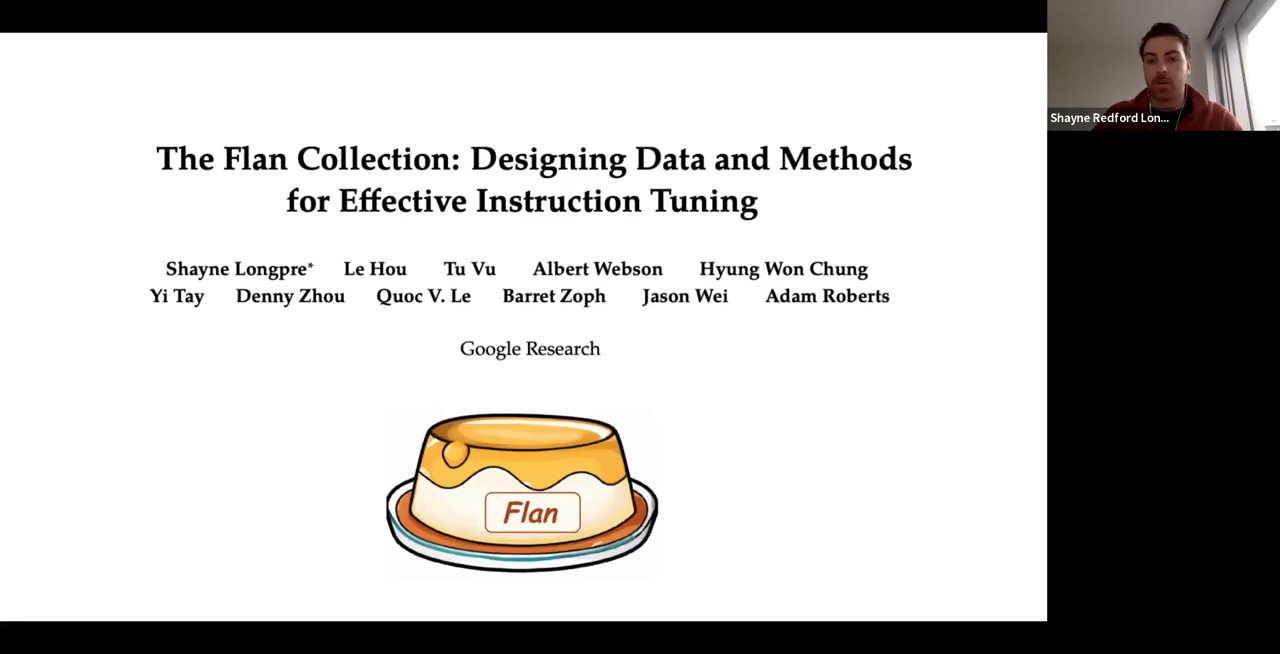 The Flan Collection: Designing Data and Methods
for Effective Instruction Tuning
Shayne Longpre* Le Hou Tu Vu Albert Webson Hyung Won Chung
Yi Tay Denny Zhou Quoc V. Le Barret Zoph Jason Wei Adam Roberts
Google Research
Flan
Shayne Redford Lon...